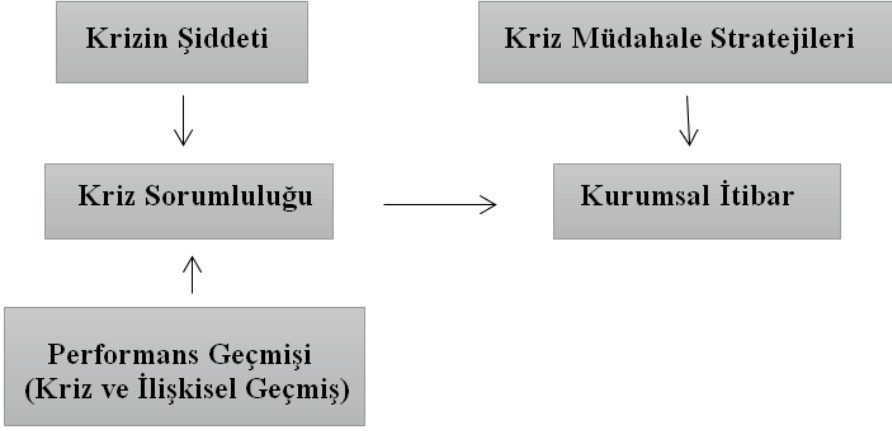 Krizin Şiddeti
Kriz Müdahale Stratejileri
Kriz Sorumluluğu
Kurumsal İtibar
Performans Geçmişi
(Kriz ve İlişkisel Geçmiş)